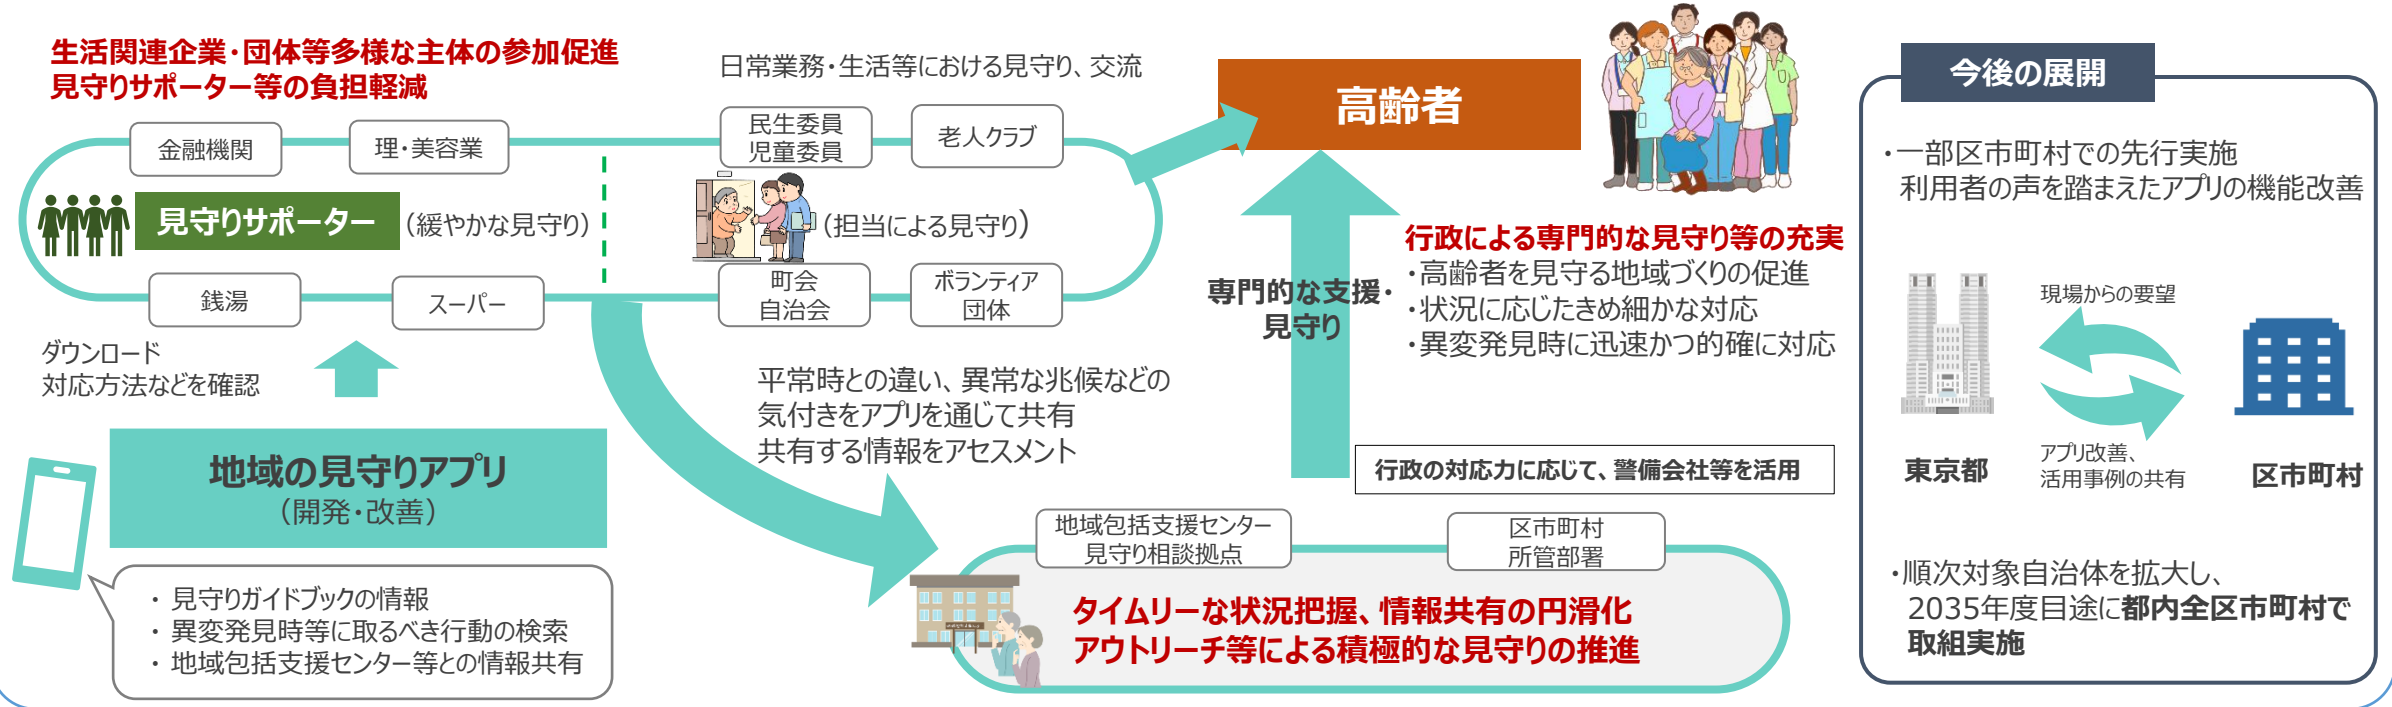 生活関連企業・団体等多様な主体の参加促進
見守りサポーター等の負担軽減
日常業務・生活等における見守り、交流
金融機関
理・美容業
民生委員
児童委員
老人クラブ
見守りサポーター
(緩やかな見守り)
(担当による見守り)
銭湯
スーパー
町会
自治会
ボランティア
団体
ダウンロード
対応方法などを確認
地域の見守りアプリ
(開発・改善)
・ 見守りガイドブックの情報
・ 異変発見時等に取るべき行動の検索
・ 地域包括支援センター等との情報共有
平常時との違い、異常な兆候などの
気付きをアプリを通じて共有
共有する情報をアセスメント
高齢者
専門的な支援・
見守り
行政による専門的な見守り等の充実
・高齢者を見守る地域づくりの促進
・状況に応じたきめ細かな対応
・異変発見時に迅速かつ的確に対応
行政の対応力に応じて、警備会社等を活用
地域包括支援センター
見守り相談拠点
区市町村
所管部署
タイムリーな状況把握、情報共有の円滑化
アウトリーチ等による積極的な見守りの推進
今後の展開
・一部区市町村での先行実施
利用者の声を踏まえたアプリの機能改善
現場からの要望
東京都
アプリ改善、
活用事例の共有
区市町村
・順次対象自治体を拡大し、
2035年度目途に都内全区市町村で
取組実施